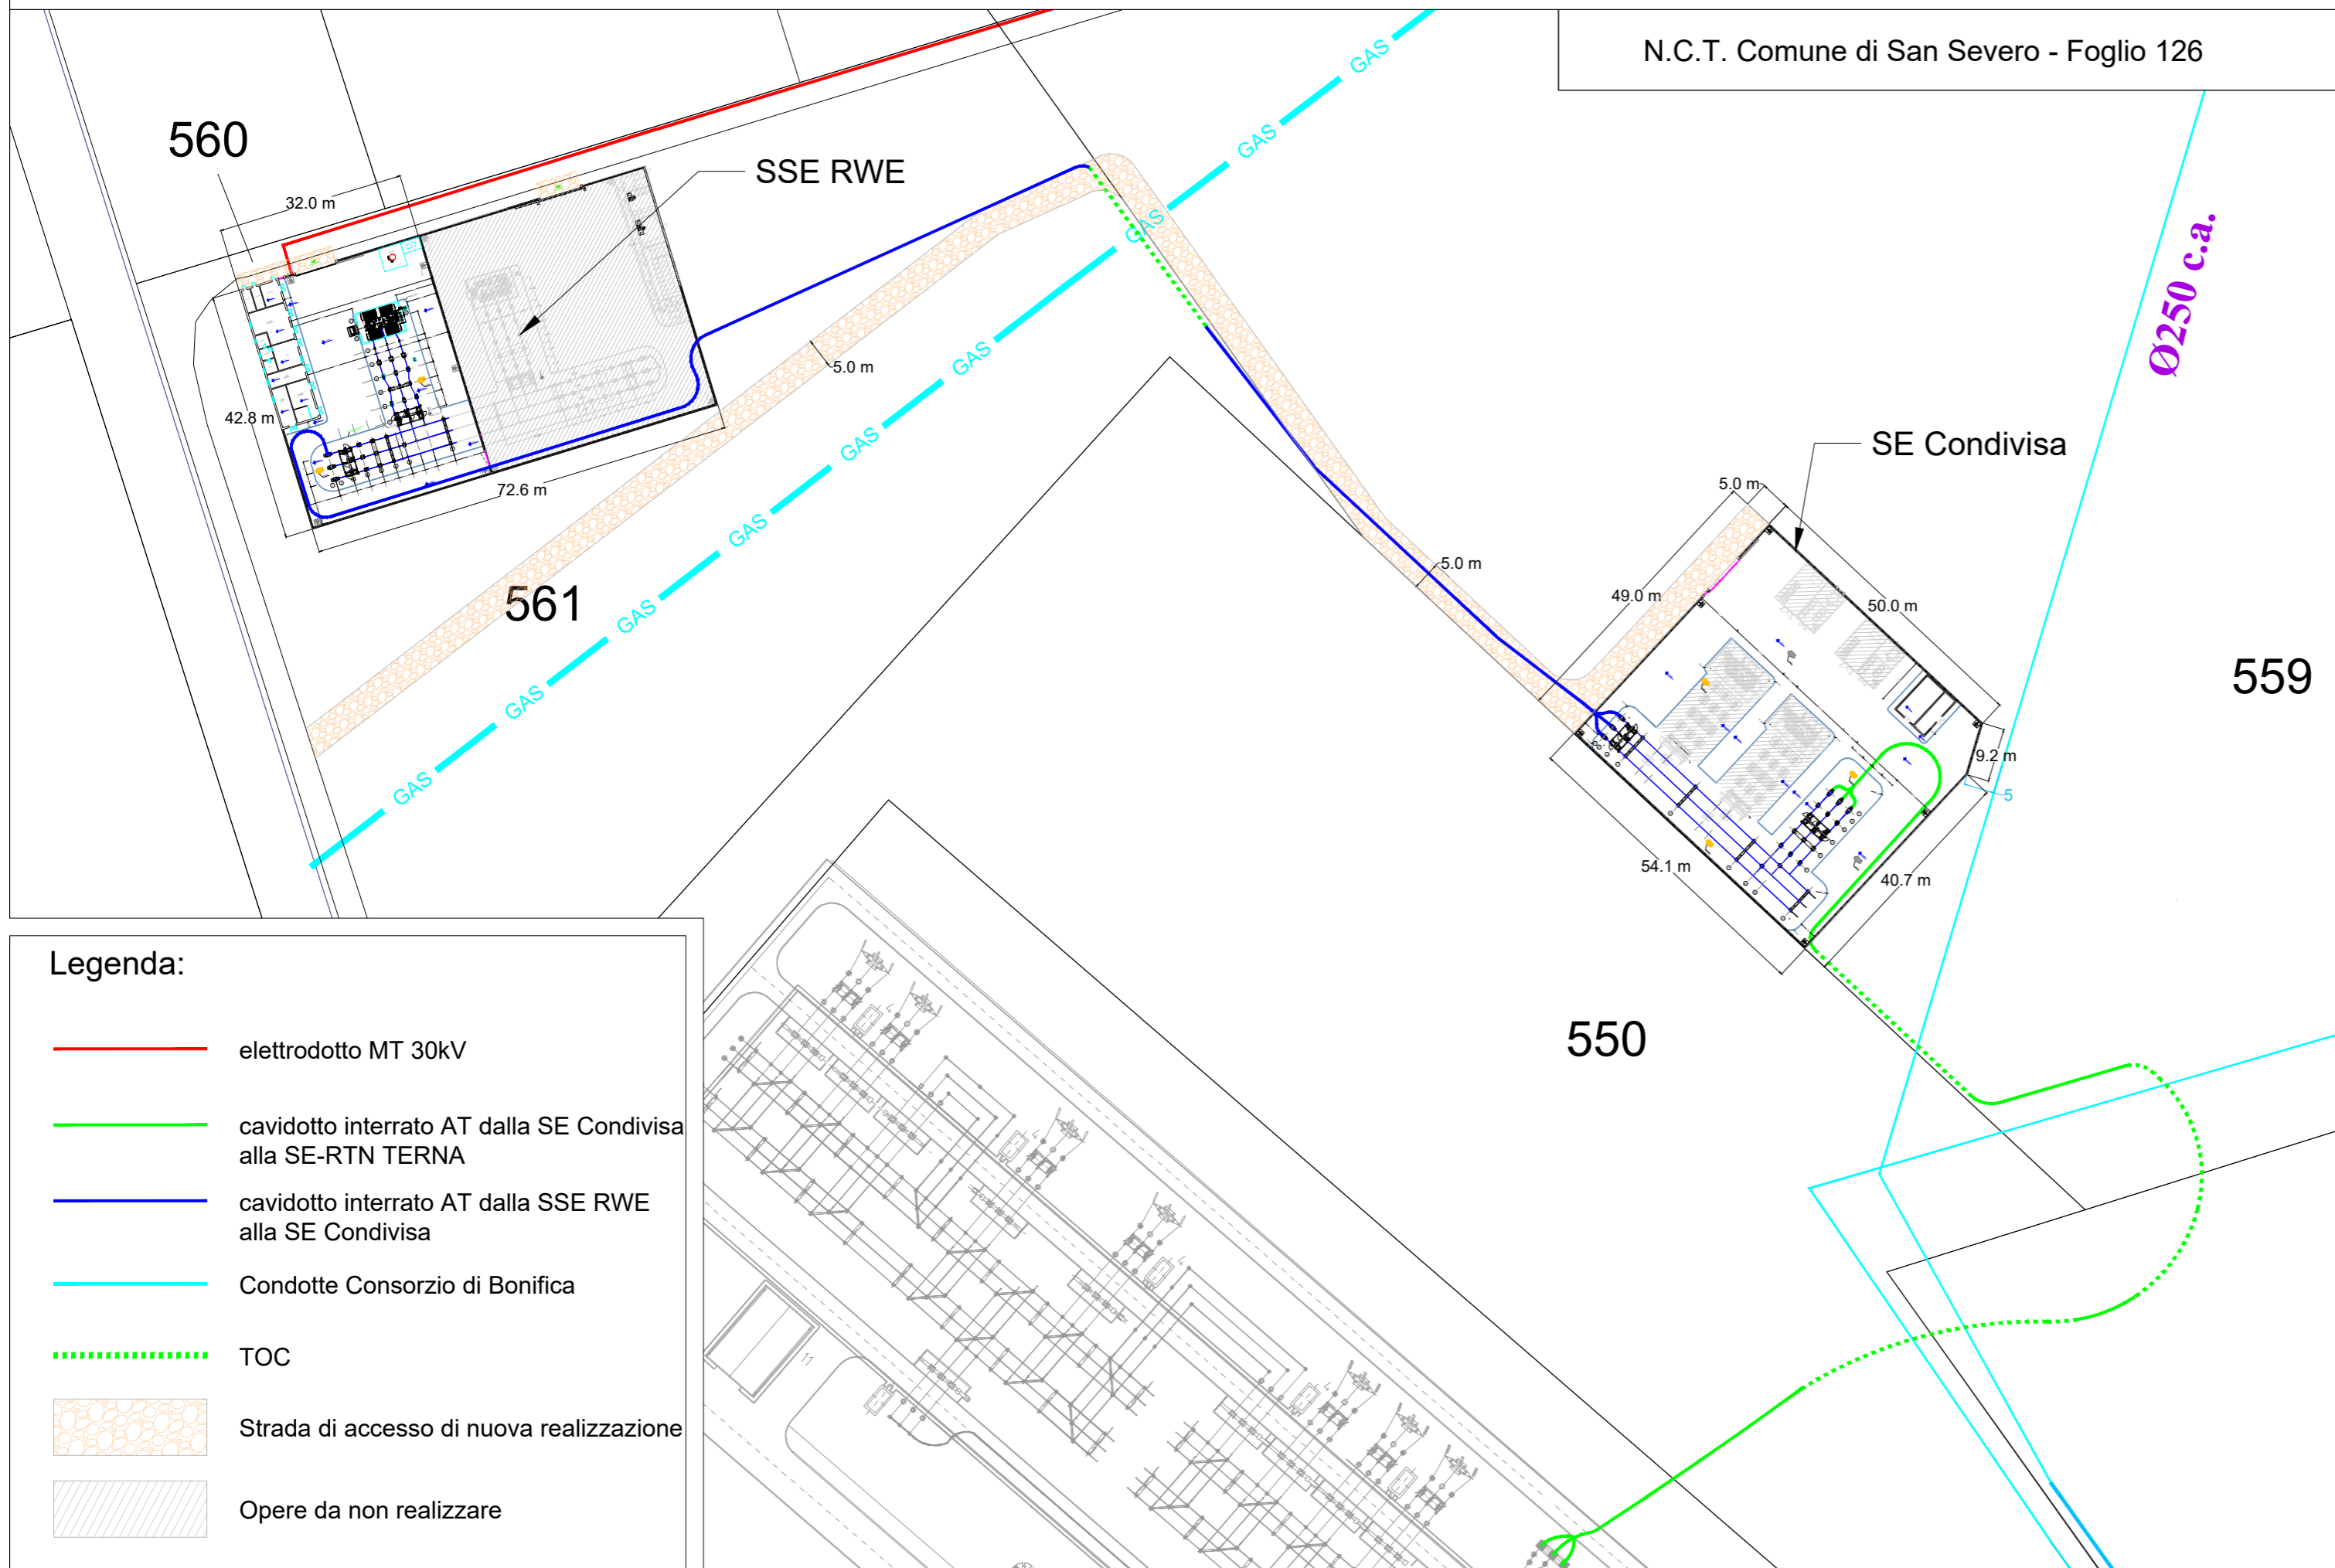 N.C.T. Comune di San Severo - Foglio 126
GAS
560
SSE RWE
32.0 m
GAS
GAS
Ø250 c.a.
5.0 m
GAS
42.8 m
GAS
SE Condivisa
72.6 m
5.0 m
GAS
5.0 m
561
GAS
49.0 m
50.0 m
559
GAS
9.2 m
GAS
5
54.1 m
40.7 m
550
11
Legenda:
elettrodotto MT 30kV
cavidotto interrato AT dalla SE Condivisa
alla SE-RTN TERNA
cavidotto interrato AT dalla SSE RWE
alla SE Condivisa
Condotte Consorzio di Bonifica
TOC
Strada di accesso di nuova realizzazione
Opere da non realizzare